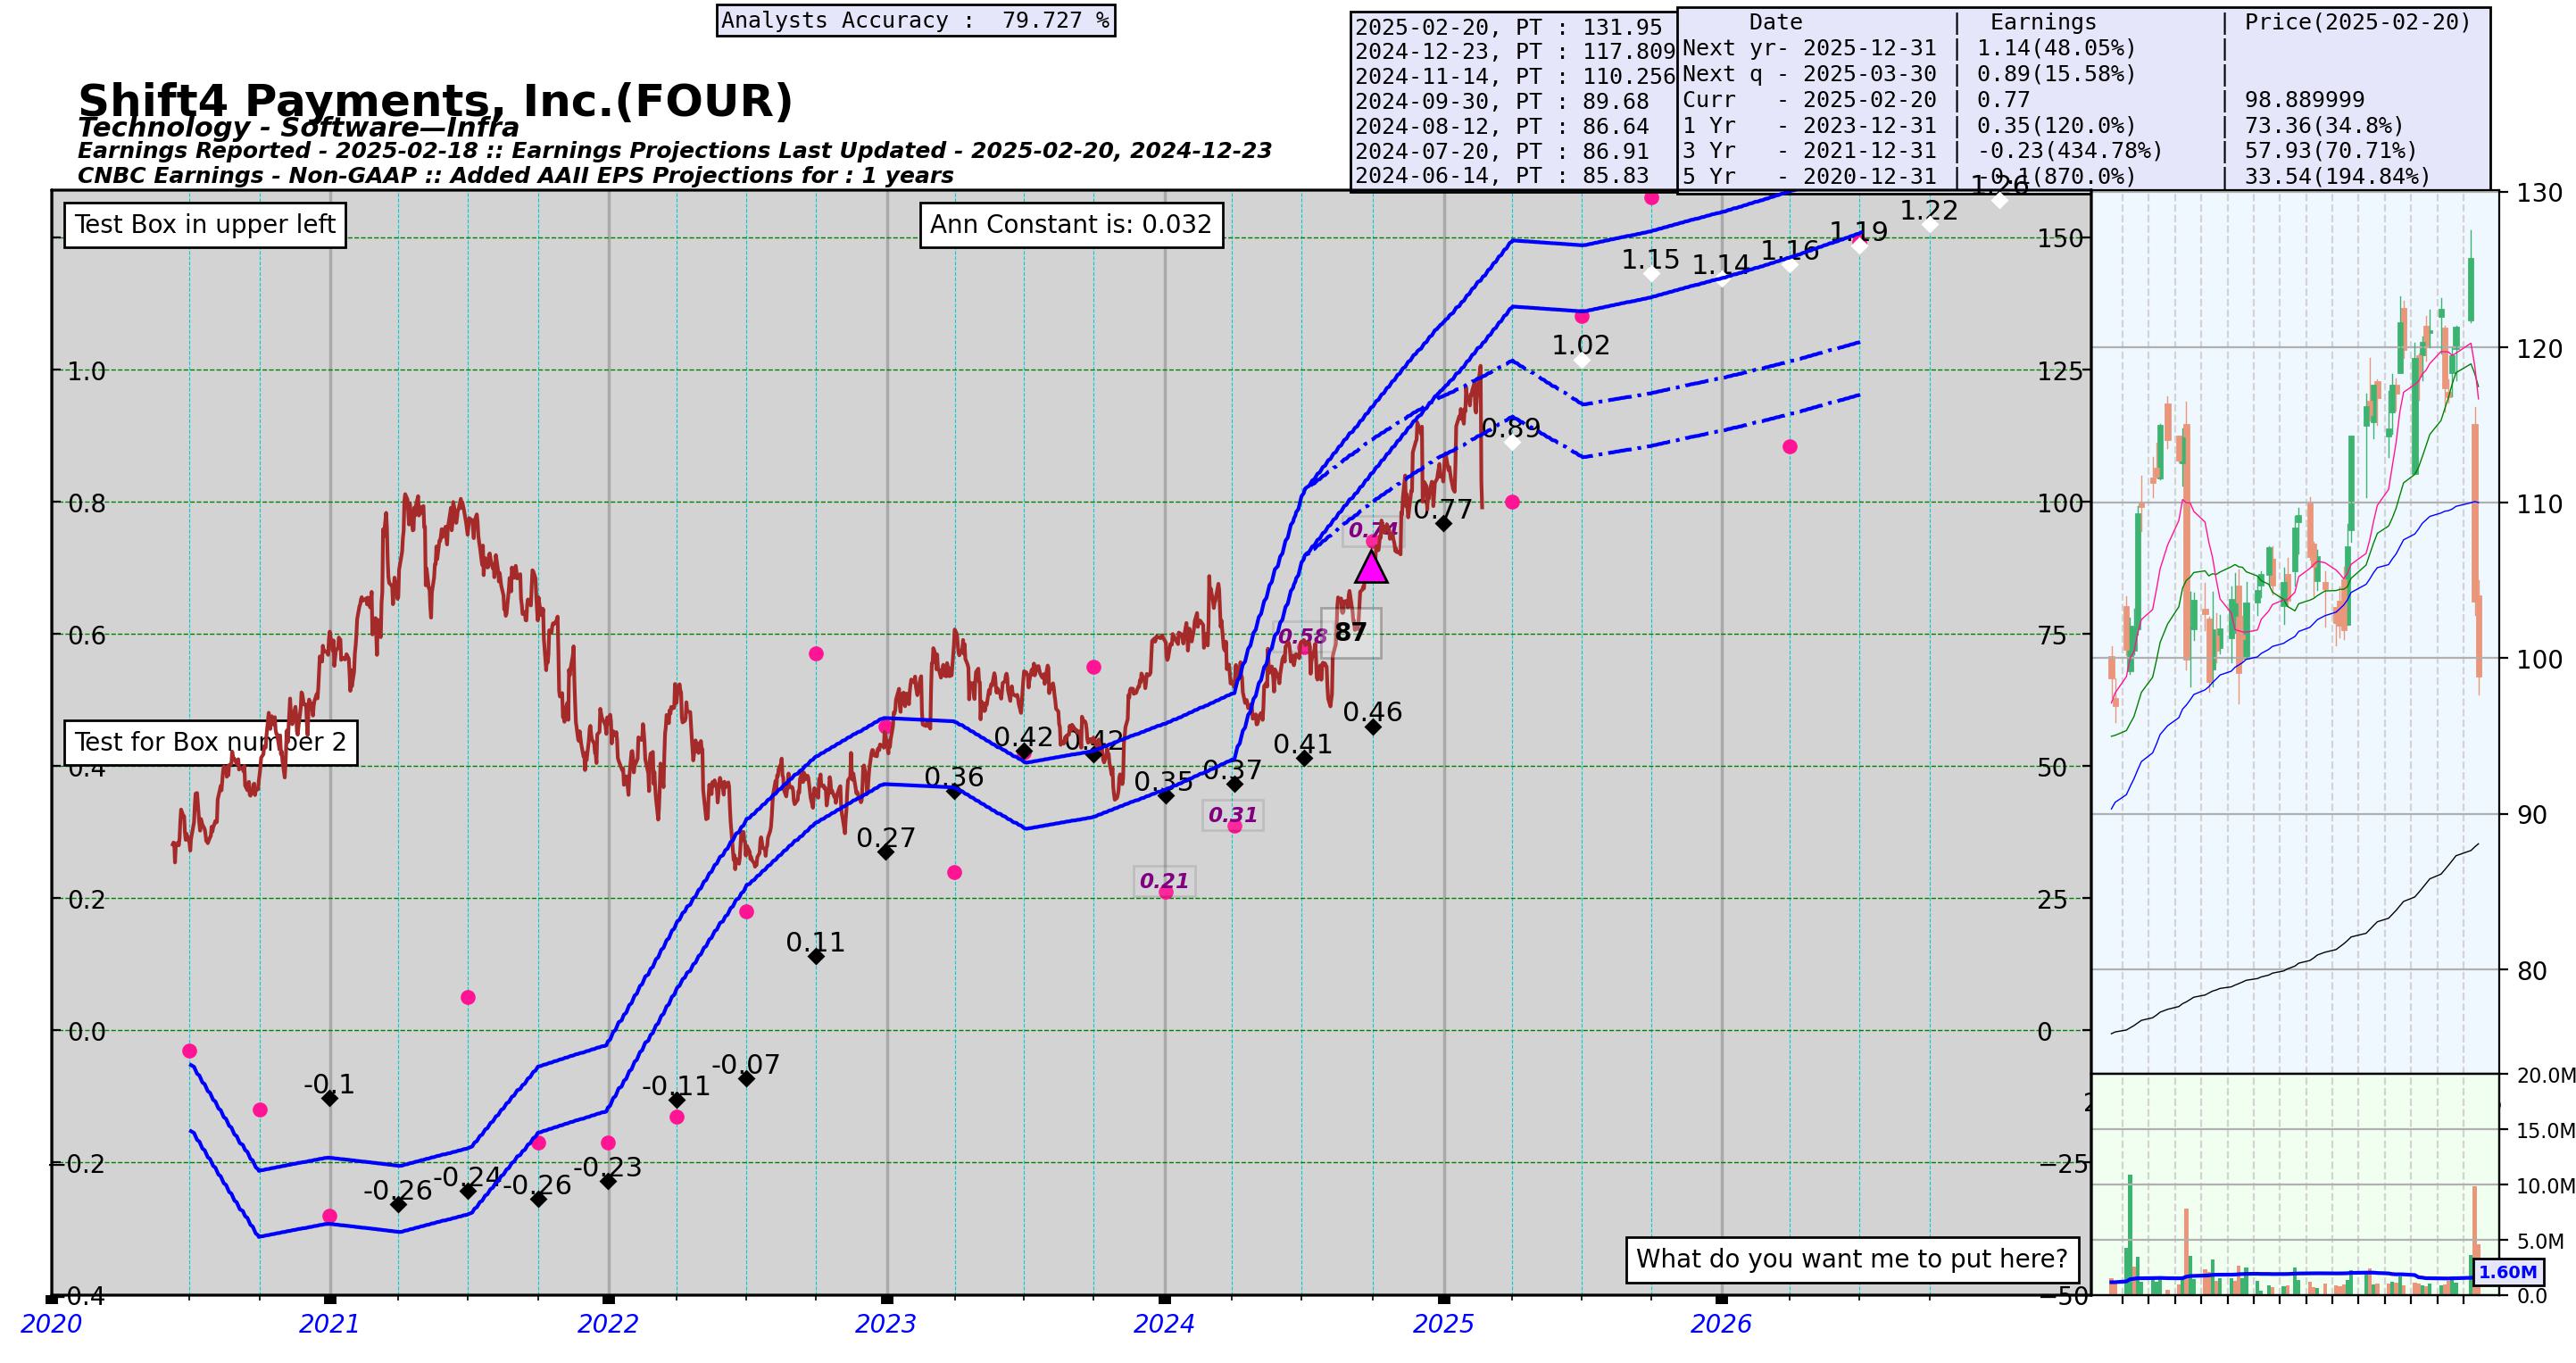 Analysts Accuracy :  79.727 %
2025-02-20, PT : 131.95
2024-12-23, PT : 117.809
2024-11-14, PT : 110.256
2024-09-30, PT : 89.68
2024-08-12, PT : 86.64
2024-07-20, PT : 86.91
2024-06-14, PT : 85.83
Date | Earnings | Price(2025-02-20)
Next yr- 2025-12-31 | 1.14(48.05%) |
Next q - 2025-03-30 | 0.89(15.58%) |
Curr - 2025-02-20 | 0.77 | 98.889999
1 Yr - 2023-12-31 | 0.35(120.0%) | 73.36(34.8%)
3 Yr - 2021-12-31 | -0.23(434.78%) | 57.93(70.71%)
5 Yr - 2020-12-31 | -0.1(870.0%) | 33.54(194.84%)
Shift4 Payments, Inc.(FOUR)
Technology - Software—Infra
Earnings Reported - 2025-02-18 :: Earnings Projections Last Updated - 2025-02-20, 2024-12-23
CNBC Earnings - Non-GAAP :: Added AAII EPS Projections for : 1 years
Test Box in upper left
Ann Constant is: 0.032
Test for Box number 2
What do you want me to put here?
1.0
0.8
0.6
0.4
0.2
0.0
−0.2
−0.4
-0.1
-0.26
-0.24
-0.26
-0.23
-0.11
-0.07
0.11
0.27
0.36
0.42
0.42
0.35
0.37
0.41
0.46
0.77
0.89
1.02
1.15
1.14
1.16
1.19
1.22
1.26
0.21
0.31
0.58
0.74
87
150
125
100
75
50
25
0
−25
−50
130
120
110
100
90
80
20.0M
15.0M
10.0M
5.0M
1.60M
0.0
2020
2021
2022
2023
2024
2025
2026